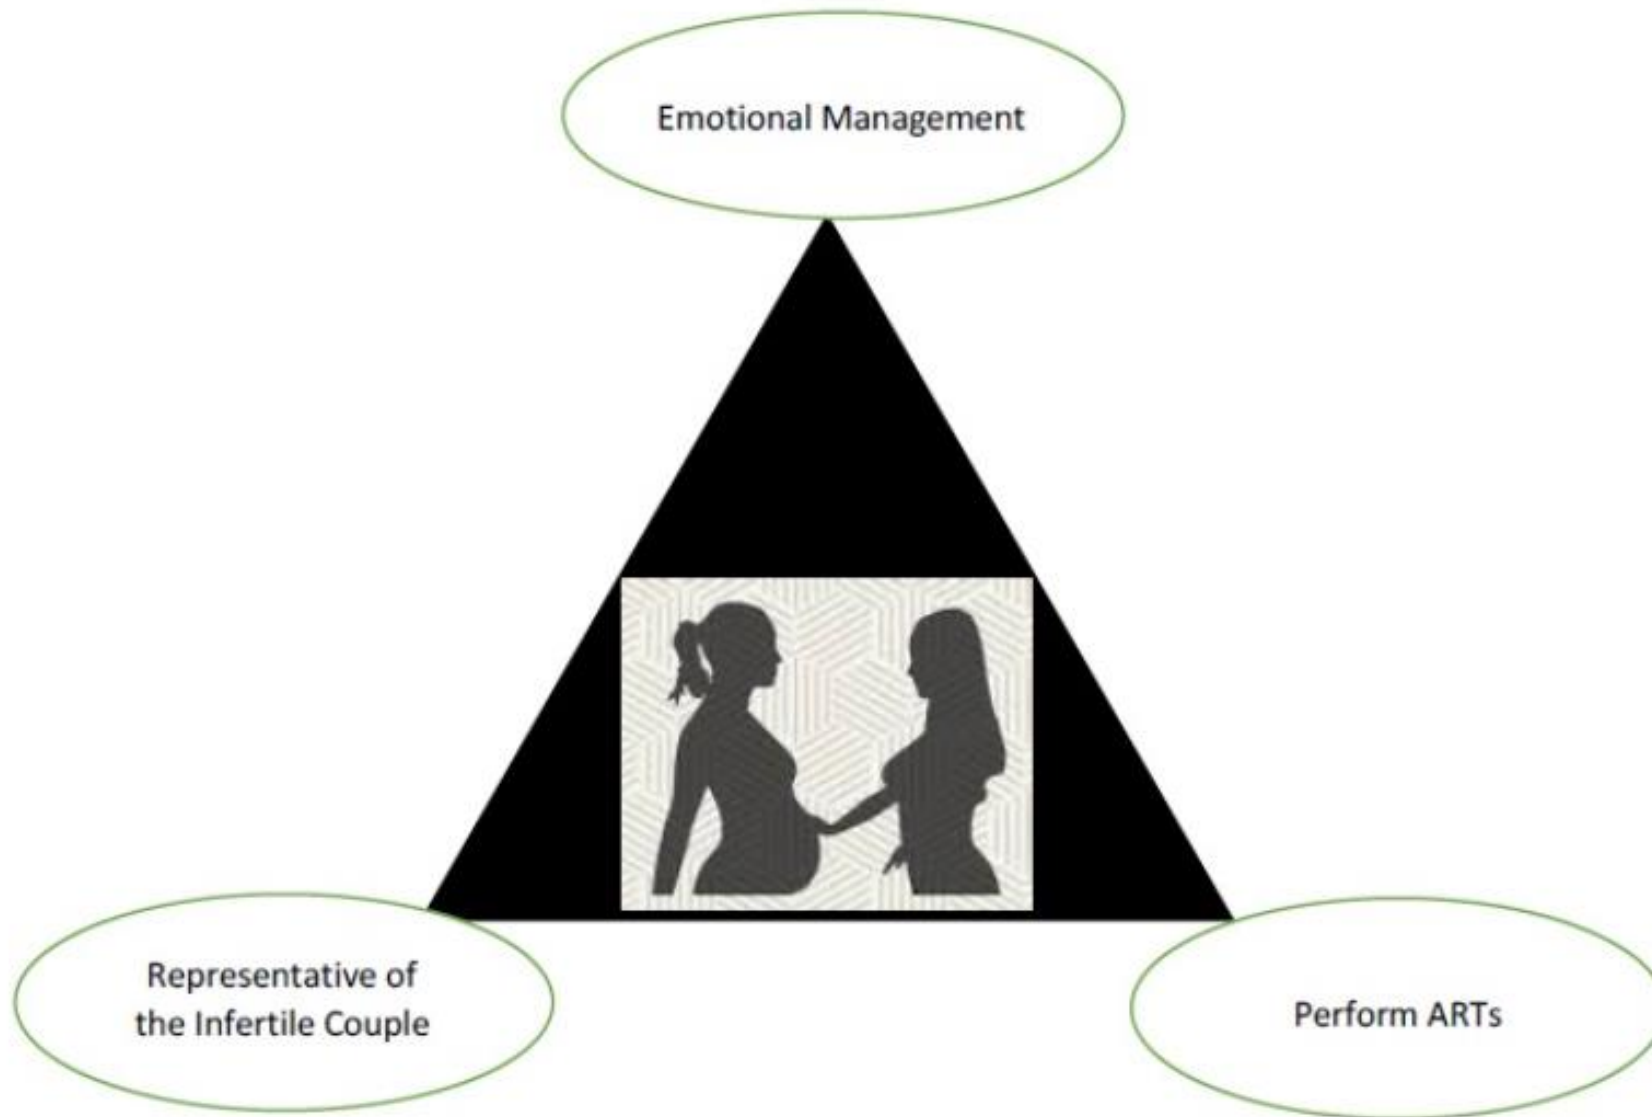 Emotional Management
Representative of
the Infertile Couple
Perform ARTs